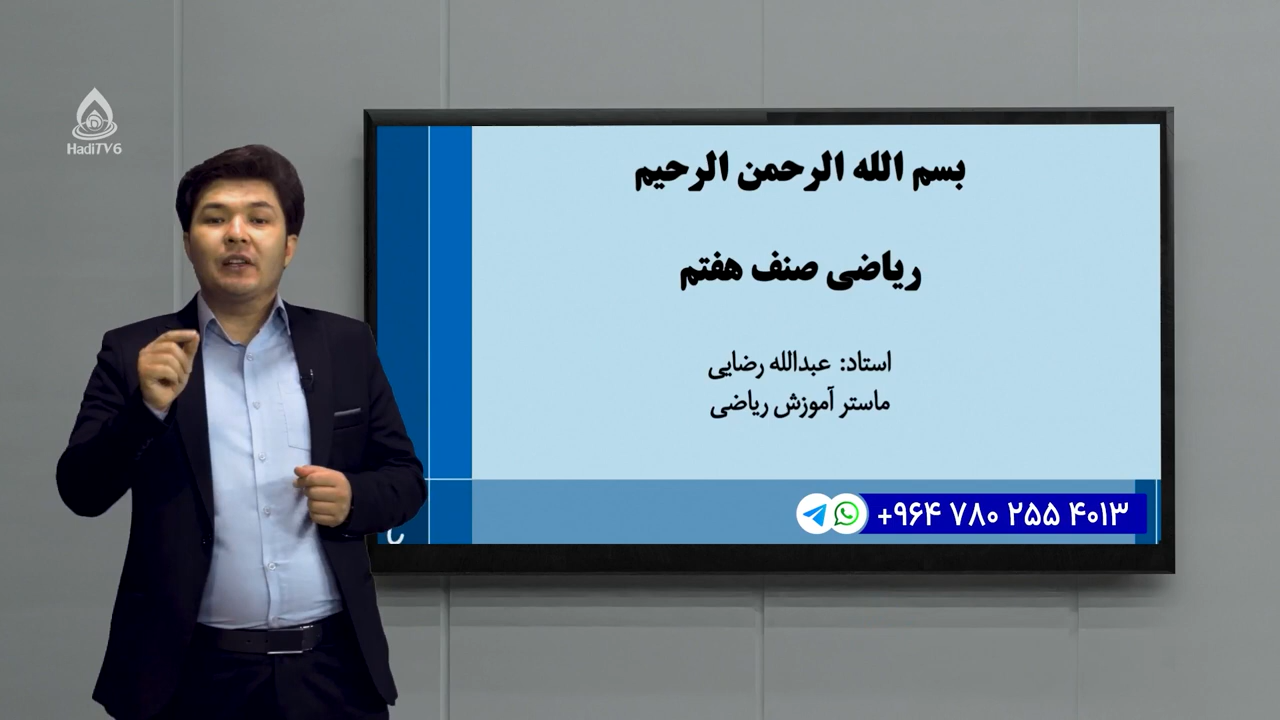 HadiTV6
بسم الله الرحمن الرحیم
ریاضی صنف هفتم
استاد: عبدالله رضایی
ماستر آموزش ریاضی
+۹۶۴ ۷۸۰ ۲۵۵ ۴۰۱۳